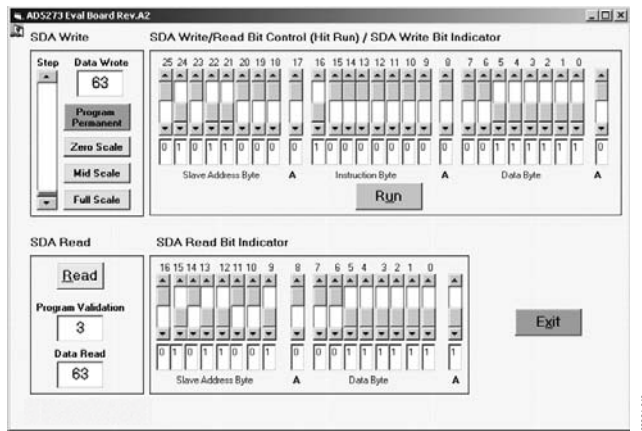 AD5273 Eval Board Rev.A2
SDA Write
SDA Write/Read Bit Control (Hit Run) / SDA Write Bit Indicator
Step
Data Wrote
63
Program Permanent
Zero Scale
Mid Scale
Full Scale
25 24 23 22 21 20 19 18 17 16 15 14 13 12 11 10 9 8 7 6 5 4 3 2 1 0
0 1 0 1 1 0 0 0 0 1 0 0 0 0 0 0 0 0 0 0 1 1 1 1 1 1 0
Slave Address Byte A Instruction Byte A Data Byte A
Run
SDA Read
SDA Read Bit Indicator
Read
Program Validation
3
Data Read
63
16 15 14 13 12 11 10 9 8 7 6 5 4 3 2 1 0
0 1 0 1 1 0 0 1 0 0 0 1 1 1 1 1 1 1
Slave Address Byte A Data Byte A
Exit